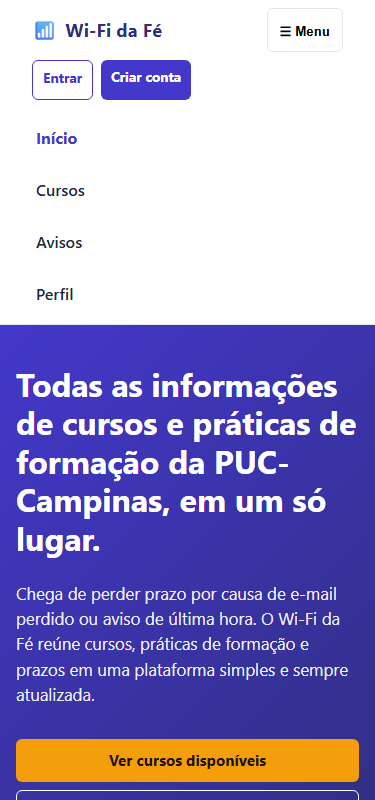 Wi-Fi da Fé
☰ Menu
Entrar
Criar conta
Início
Cursos
Avisos
Perfil
Todas as informações
de cursos e práticas de
formação da PUC-
Campinas, em um só
lugar.
Chega de perder prazo por causa de e-mail
perdido ou aviso de última hora. O Wi-Fi da
Fé reúne cursos, práticas de formação e
prazos em uma plataforma simples e sempre
atualizada.
Ver cursos disponíveis